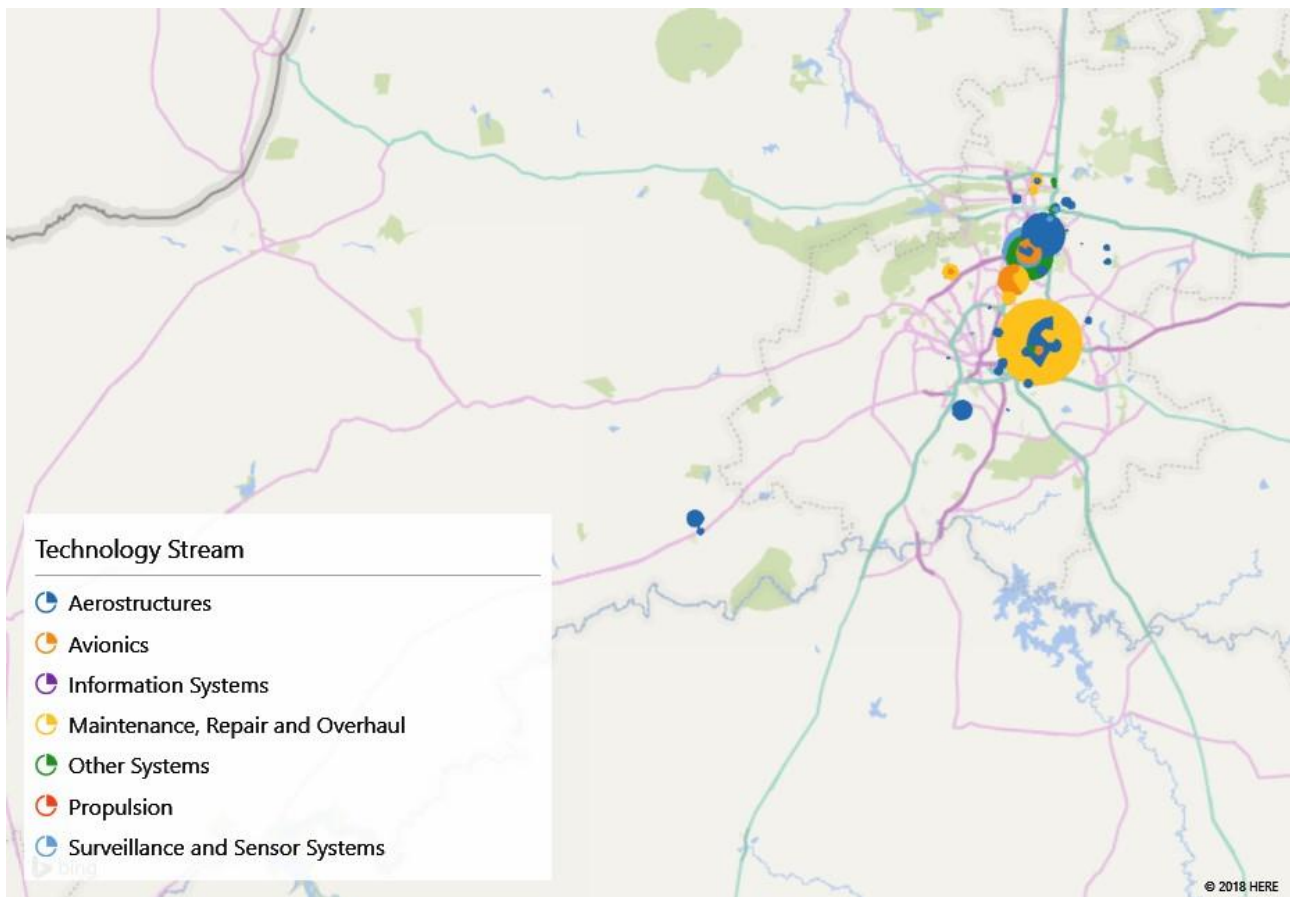 Technology Stream
Aerostructures
Avionics
Information Systems
Maintenance, Repair and Overhaul
Other Systems
Propulsion
Surveillance and Sensor Systems
bing
© 2018 HERE